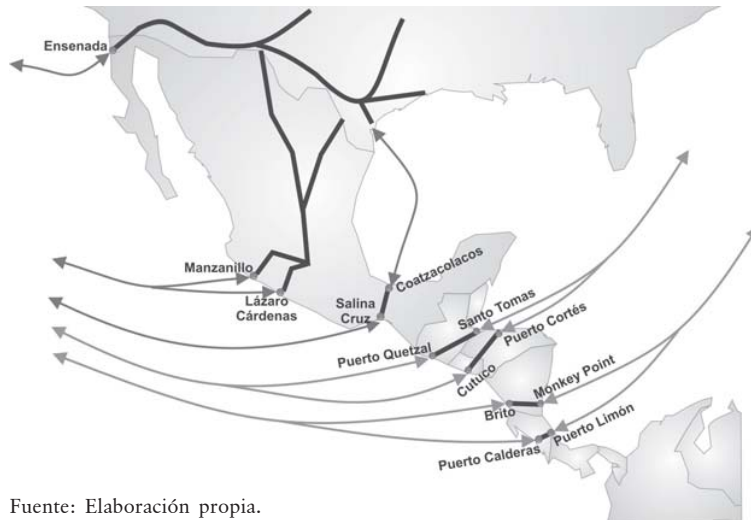 Ensenada
Manzanillo
Lázaro
Cárdenas
Salina
Cruz
Coatzacolacos
Santo Tomas
Puerto Cortés
Puerto Quetzal
Cutuco
Monkey Point
Brito
Puerto Limón
Puerto Calderas
Fuente: Elaboración propia.